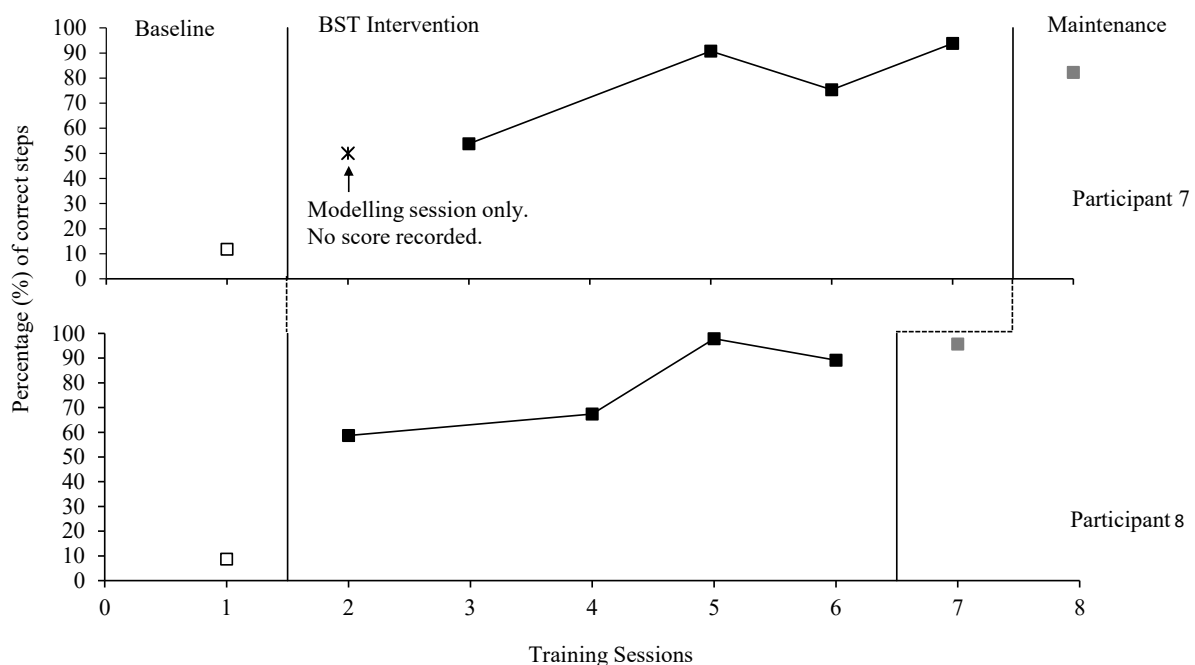 Baseline
BST Intervention
Maintenance
100
90
80
70
60
50
40
30
20
10
0
Modelling session only.
No score recorded.
Participant 7
Percentage (%) of correct steps
100
90
80
70
60
50
40
30
20
10
0
Participant 8
0 1 2 3 4 5 6 7 8
Training Sessions